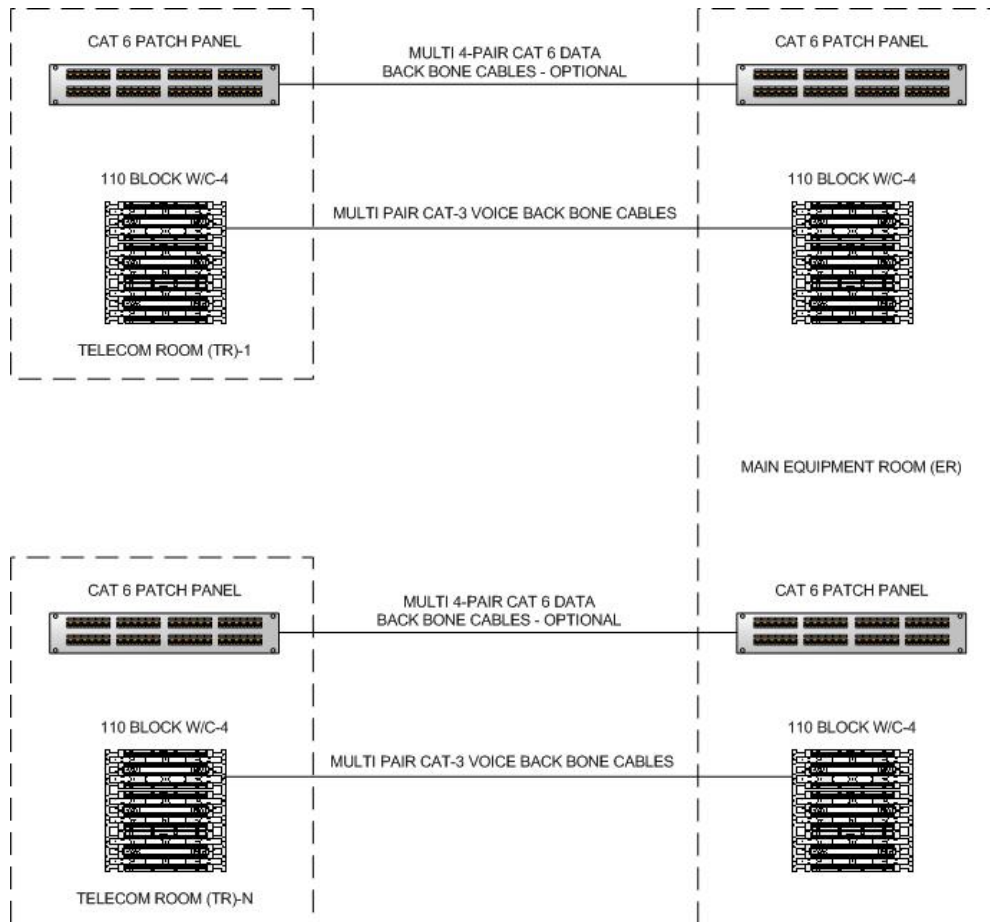 CAT 6 PATCH PANEL
MULTI 4-PAIR CAT 6 DATA
BACK BONE CABLES - OPTIONAL
CAT 6 PATCH PANEL
110 BLOCK W/C-4
MULTI PAIR CAT-3 VOICE BACK BONE CABLES
110 BLOCK W/C-4
TELECOM ROOM (TR)-1
MAIN EQUIPMENT ROOM (ER)
CAT 6 PATCH PANEL
MULTI 4-PAIR CAT 6 DATA
BACK BONE CABLES - OPTIONAL
CAT 6 PATCH PANEL
110 BLOCK W/C-4
MULTI PAIR CAT-3 VOICE BACK BONE CABLES
110 BLOCK W/C-4
TELECOM ROOM (TR)-N